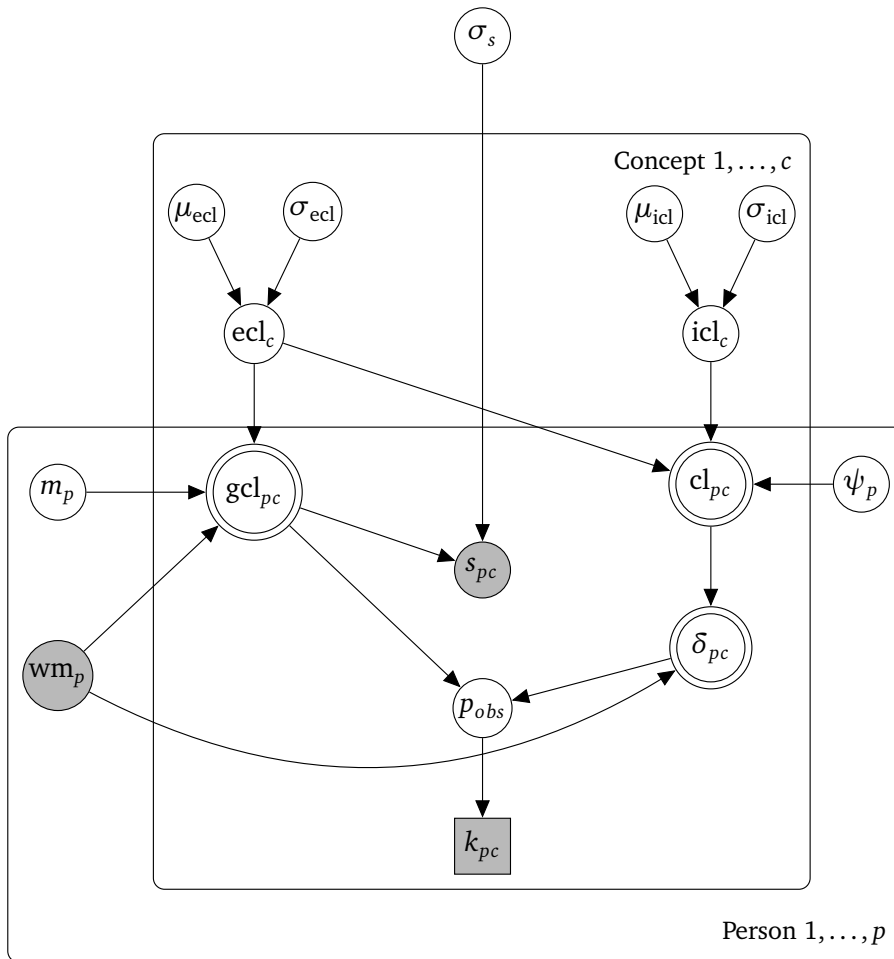 σ_s
Concept 1, . . . , c
μ_ecl
σ_ecl
μ_icl
σ_icl
ecl_c
icl_c
m_p
gcl_pc
cl_pc
ψ_p
s_pc
wm_p
δ_pc
p_obs
k_pc
Person 1, . . . , p